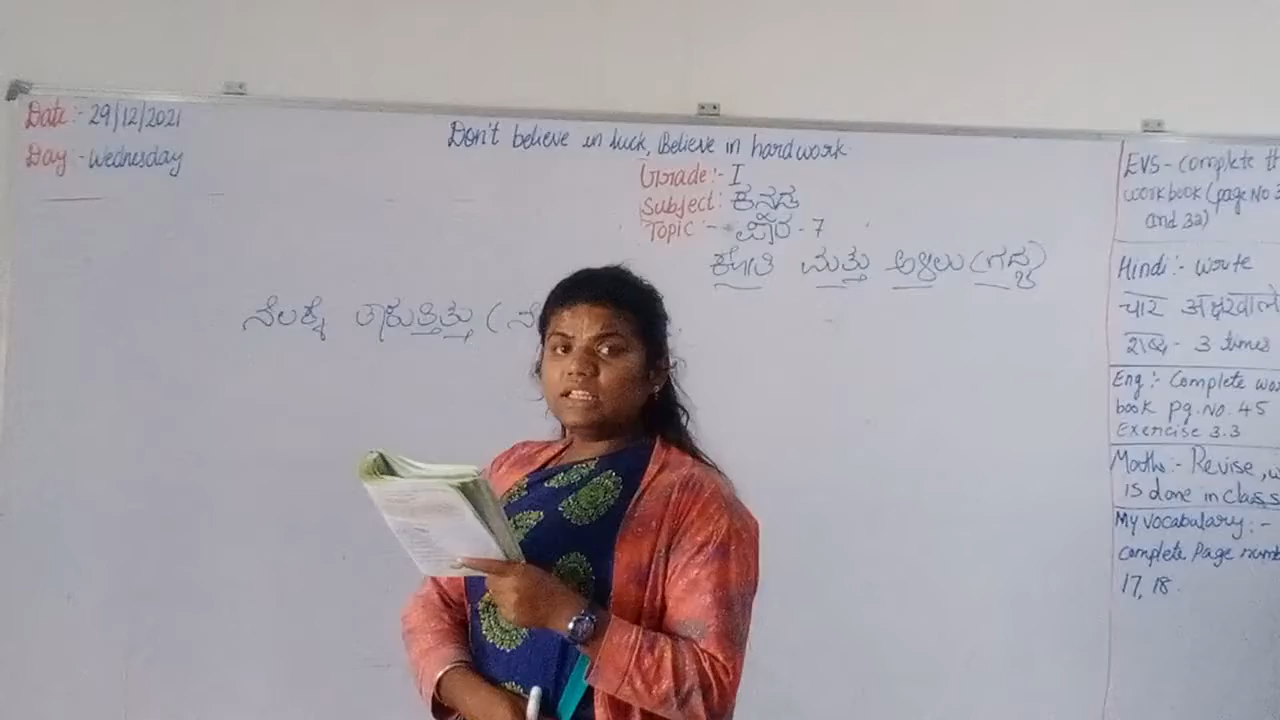 Date:- 29/12/2021
Day:- Wednesday
Don't believe in luck, Believe in hardwork
Grade:- I
Subject: ಕನ್ನಡ
Topic:- ಪಾಠ-7
ಕೋತಿ ಮತ್ತು ಅಳಿಲು (ಗದ್ಯ)
ನೆಲಕ್ಕೆ ತಾಕುತ್ತಿತ್ತು (ನೆ
EVS- complete th
workbook (page No 3
and 32)
Hindi:- write
चार अक्षरवाले
शब्द- 3 times
Eng:- Complete wo
book pg.No. 45
Exercise 3.3
Maths:- Revise, w
is done in class
My vocabulary:-
complete Page numb
17, 18.